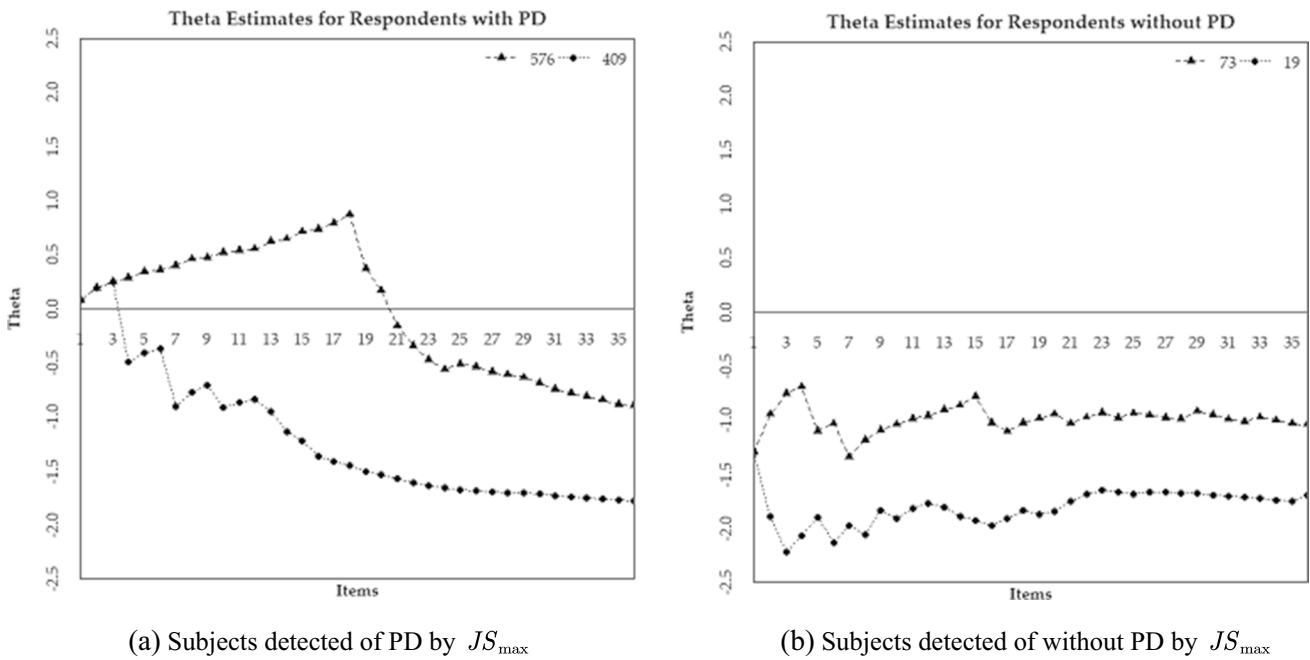 Theta Estimates for Respondents with PD
576 409
2.5
2.0
1.5
1.0
0.5
0.0
-0.5
-1.0
-1.5
-2.0
-2.5
Theta
1 3 5 7 9 11 13 15 17 19 21 23 25 27 29 31 33 35
Items
(a) Subjects detected of PD by JSmax
Theta Estimates for Respondents without PD
73 19
2.5
2.0
1.5
1.0
0.5
0.0
-0.5
-1.0
-1.5
-2.0
-2.5
Theta
1 3 5 7 9 11 13 15 17 19 21 23 25 27 29 31 33 35
Items
(b) Subjects detected of without PD by JSmax